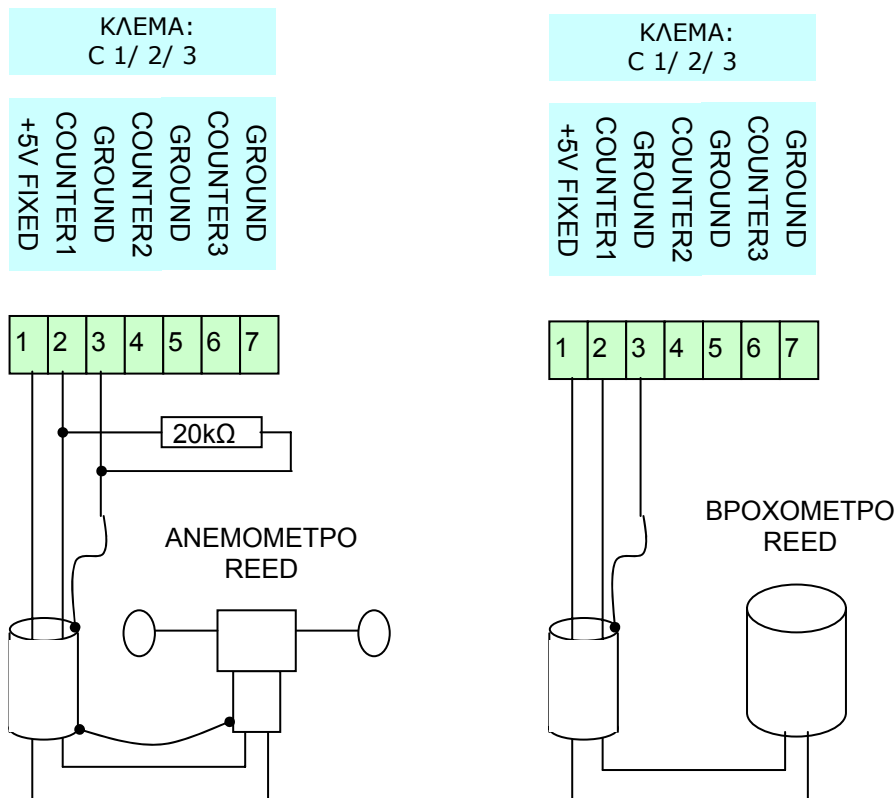 ΚΛΕΜΑ:
C 1/ 2/ 3
+5V FIXED
COUNTER1
GROUND
COUNTER2
GROUND
COUNTER3
GROUND
1 2 3 4 5 6 7
20kΩ
ΑΝΕΜΟΜΕΤΡΟ
REED
ΚΛΕΜΑ:
C 1/ 2/ 3
+5V FIXED
COUNTER1
GROUND
COUNTER2
GROUND
COUNTER3
GROUND
1 2 3 4 5 6 7
ΒΡΟΧΟΜΕΤΡΟ
REED